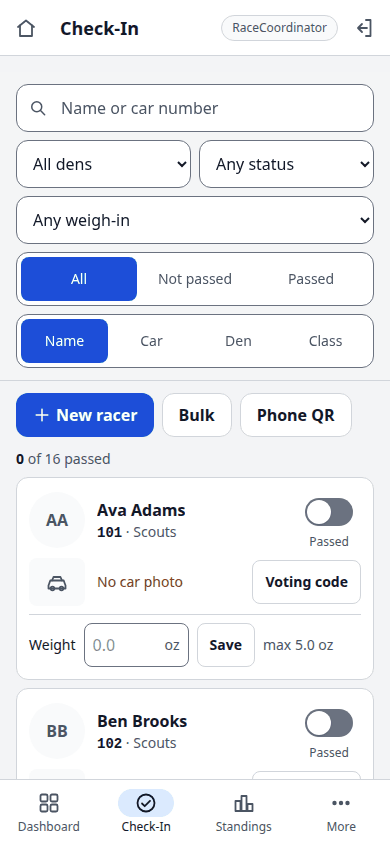 Check-In
RaceCoordinator
Name or car number
All dens
Any status
Any weigh-in
All
Not passed
Passed
Name
Car
Den
Class
New racer
Bulk
Phone QR
0 of 16 passed
AA
Ava Adams
101 · Scouts
Passed
No car photo
Voting code
Weight
0.0
oz
Save
max 5.0 oz
BB
Ben Brooks
102 · Scouts
Passed
Dashboard
Check-In
Standings
More